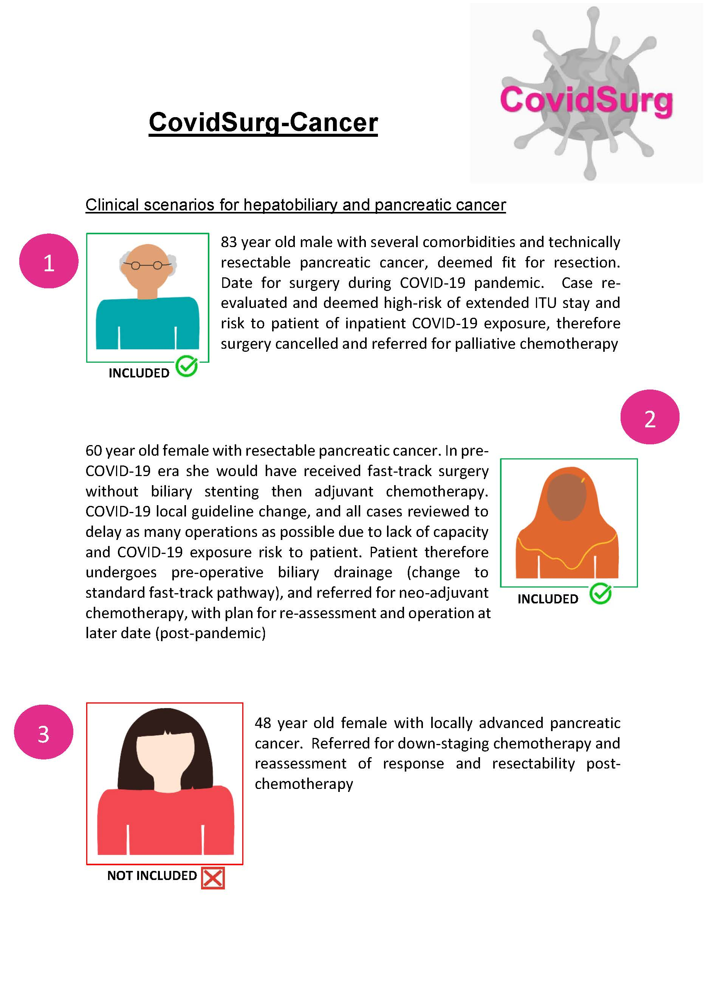 CovidSurg
CovidSurg-Cancer
Clinical scenarios for hepatobiliary and pancreatic cancer
1
83 year old male with several comorbidities and technically
resectable pancreatic cancer, deemed fit for resection.
Date for surgery during COVID-19 pandemic. Case re-
evaluated and deemed high-risk of extended ITU stay and
risk to patient of inpatient COVID-19 exposure, therefore
surgery cancelled and referred for palliative chemotherapy
INCLUDED
2
60 year old female with resectable pancreatic cancer. In pre-
COVID-19 era she would have received fast-track surgery
without biliary stenting then adjuvant chemotherapy.
COVID-19 local guideline change, and all cases reviewed to
delay as many operations as possible due to lack of capacity
and COVID-19 exposure risk to patient. Patient therefore
undergoes pre-operative biliary drainage (change to
standard fast-track pathway), and referred for neo-adjuvant
chemotherapy, with plan for re-assessment and operation at
later date (post-pandemic)
INCLUDED
3
48 year old female with locally advanced pancreatic
cancer. Referred for down-staging chemotherapy and
reassessment of response and resectability post-
chemotherapy
NOT INCLUDED